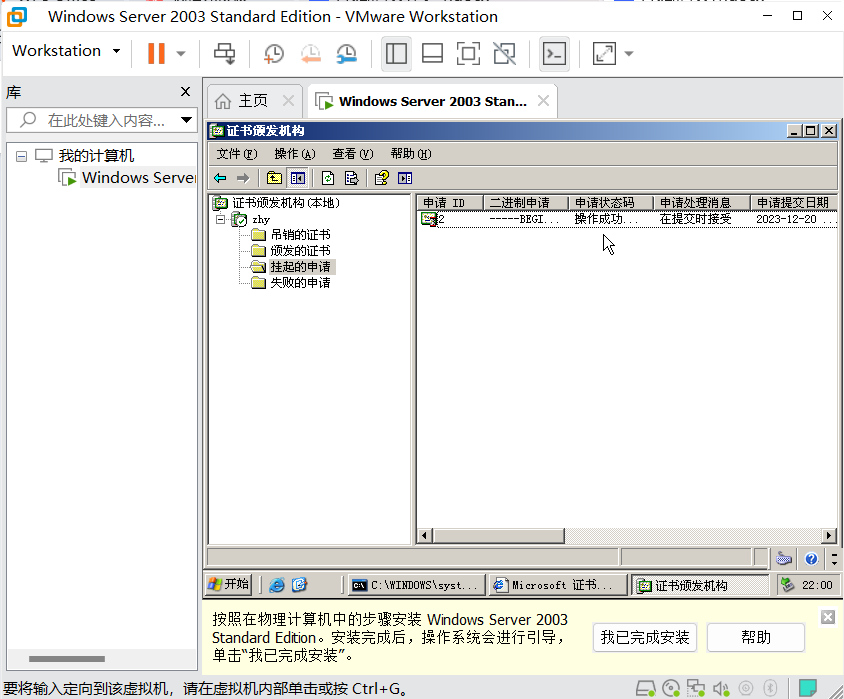 Windows Server 2003 Standard Edition - VMware Workstation
Workstation
库
在此处键入内容...
我的计算机
Windows Server
主页
Windows Server 2003 Stan...
证书颁发机构
文件(F) 操作(A) 查看(V) 帮助(H)
证书颁发机构(本地)
zhy
吊销的证书
颁发的证书
挂起的申请
失败的申请
申请 ID 二进制申请 申请状态码 申请处理消息 申请提交日期
2 -----BEGI... 操作成功... 在提交时接受 2023-12-20 ...
开始 C:\WINDOWS\syst... Microsoft 证书... 证书颁发机构 22:00
按照在物理计算机中的步骤安装 Windows Server 2003
Standard Edition。安装完成后，操作系统会进行引导，
单击“我已完成安装”。
我已完成安装 帮助
要将输入定向到该虚拟机，请在虚拟机内部单击或按 Ctrl+G。